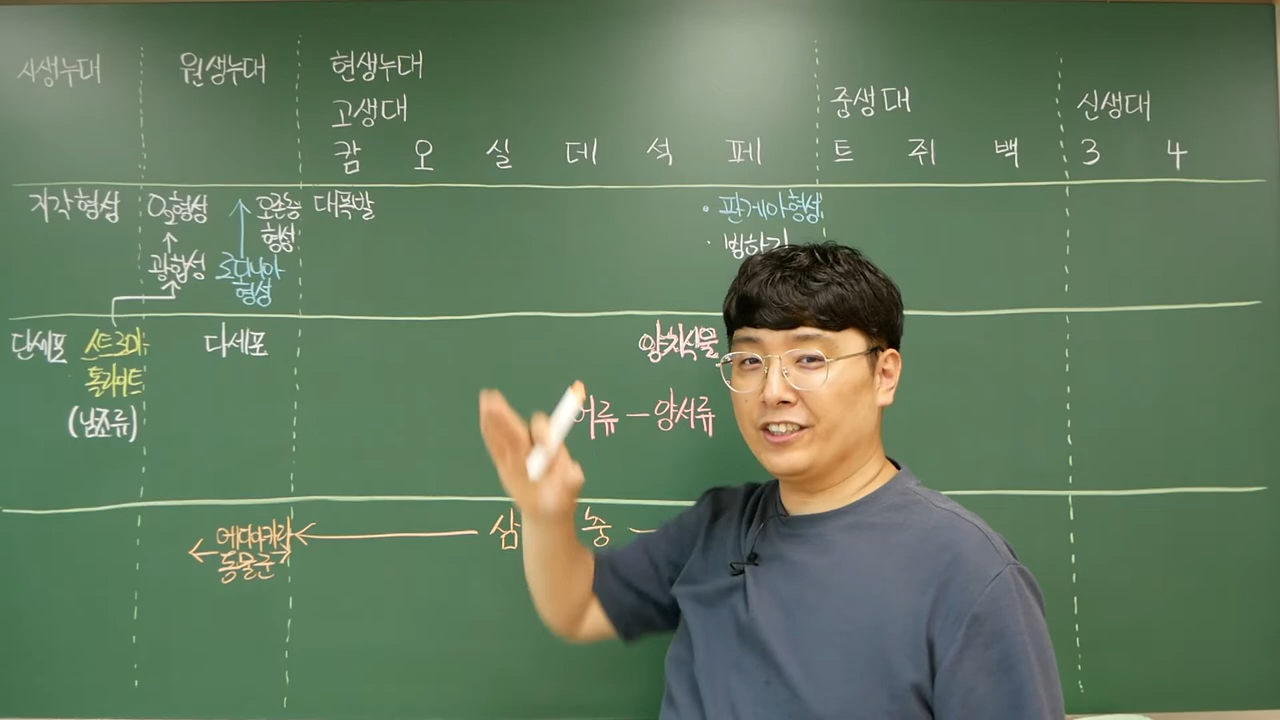 시생누대 원생누대 현생누대
고생대 중생대 신생대
캄 오 실 데 석 페 트 쥐 백 3 4
지각형성 O₂형성 오존층 형성 대폭발 · 판게아형성
↑ 광합성 ↑ 로디니아 형성 · 빙하기
단세포 스트로마 톨라이트 (남조류) 다세포 양치식물
어류 - 양서류
에디아카라 동물군 삼 충